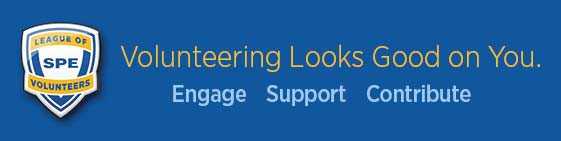 LEAGUE OF
SPE
VOLUNTEERS
Volunteering Looks Good on You.
Engage Support Contribute